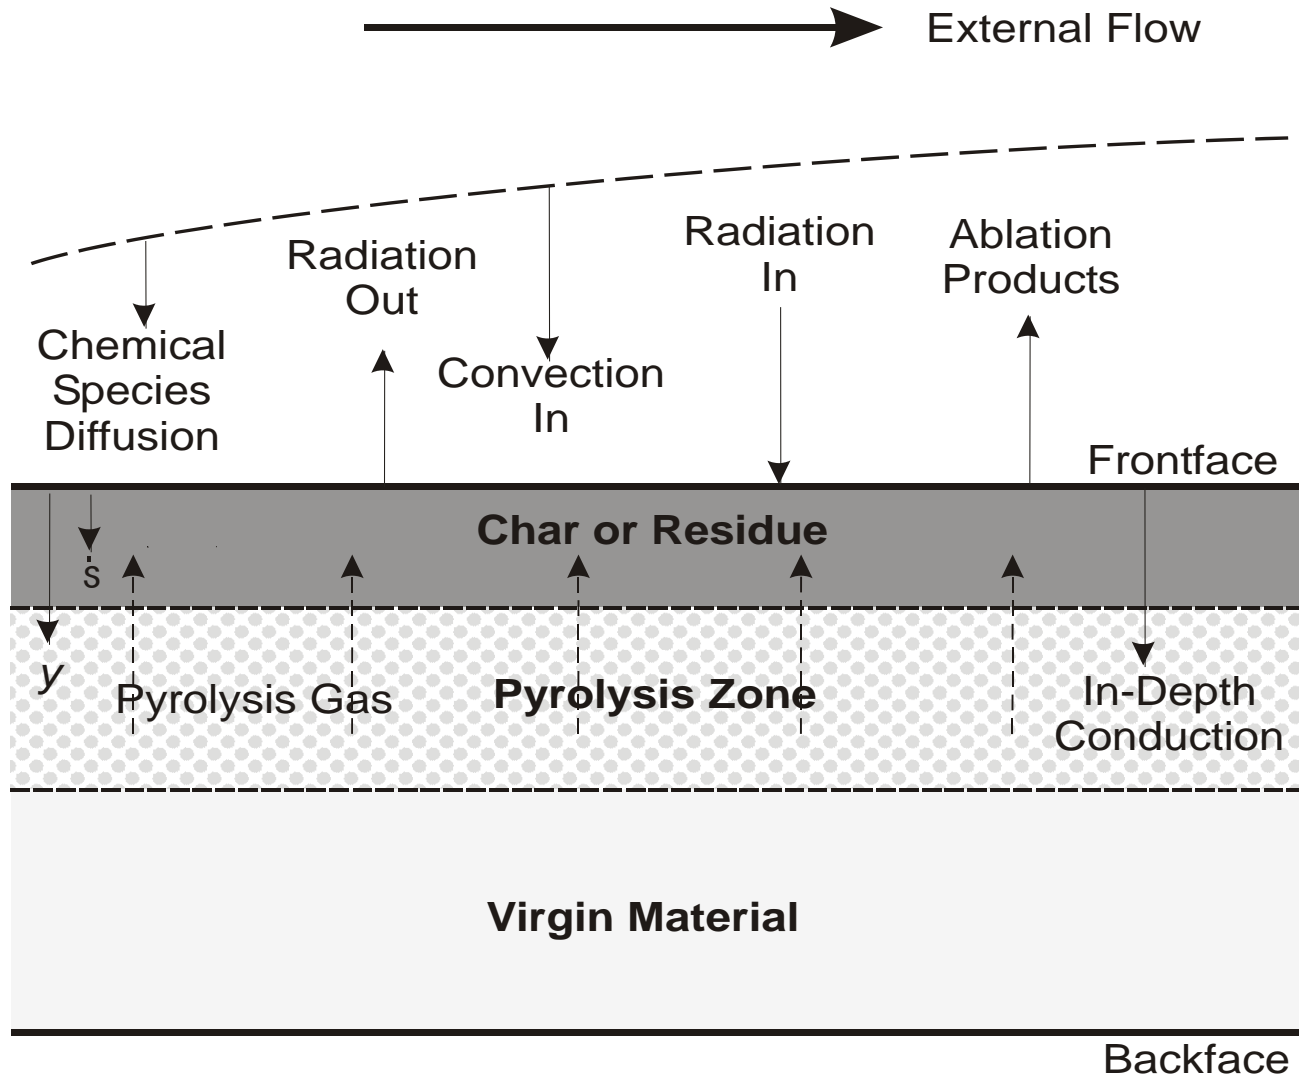 External Flow
Radiation
Out
Radiation
In
Ablation
Products
Chemical
Species
Diffusion
Convection
In
Frontface
Char or Residue
ṡ
y
Pyrolysis Gas
Pyrolysis Zone
In-Depth
Conduction
Virgin Material
Backface